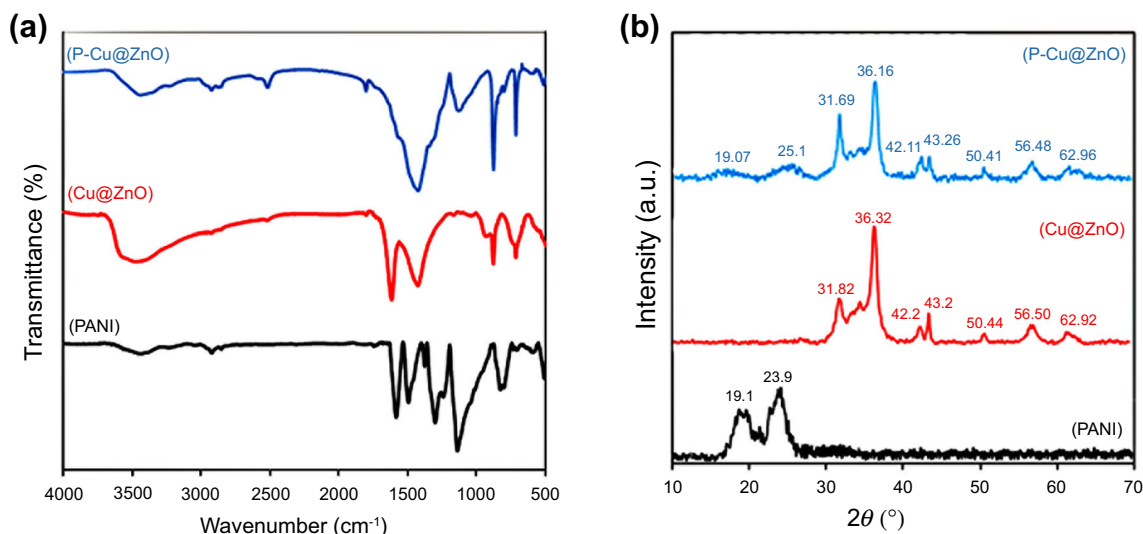 (a)
(P-Cu@ZnO)
(Cu@ZnO)
(PANI)
Transmittance (%)
4000 3500 3000 2500 2000 1500 1000 500
Wavenumber (cm⁻¹)
(b)
(P-Cu@ZnO)
36.16
31.69
19.07 25.1 42.11 43.26 50.41 56.48 62.96
(Cu@ZnO)
36.32
31.82 42.2 43.2 50.44 56.50 62.92
23.9
19.1
(PANI)
Intensity (a.u.)
10 20 30 40 50 60 70
2θ (°)